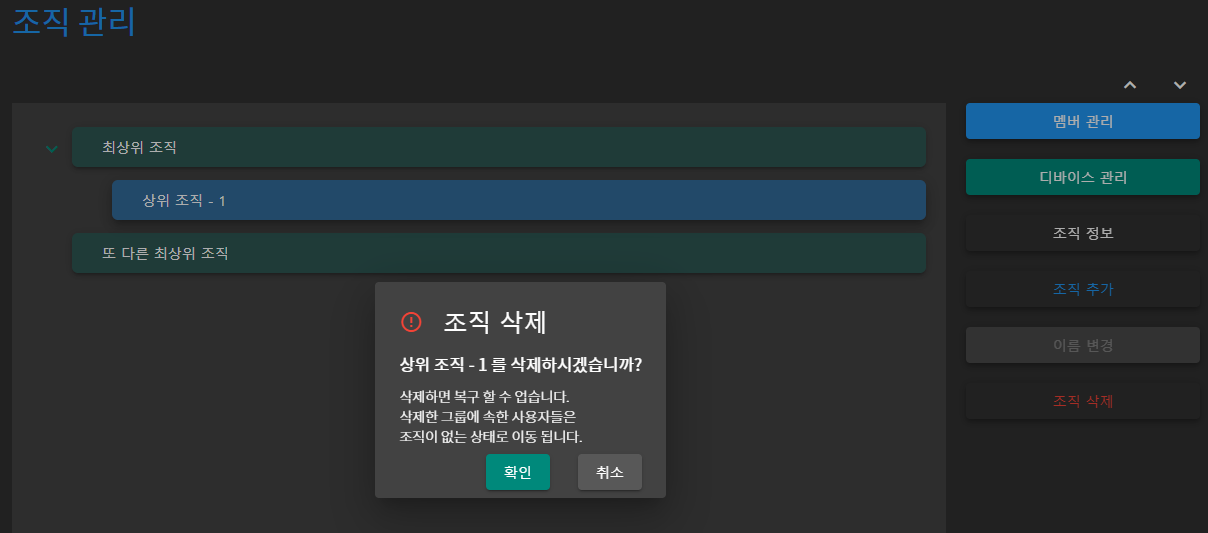 조직 관리
최상위 조직
상위 조직 - 1
또 다른 최상위 조직
멤버 관리
디바이스 관리
조직 정보
조직 추가
이름 변경
조직 삭제
조직 삭제
상위 조직 - 1 를 삭제하시겠습니까?
삭제하면 복구 할 수 업습니다.
삭제한 그룹에 속한 사용자들은
조직이 없는 상태로 이동 됩니다.
확인
취소